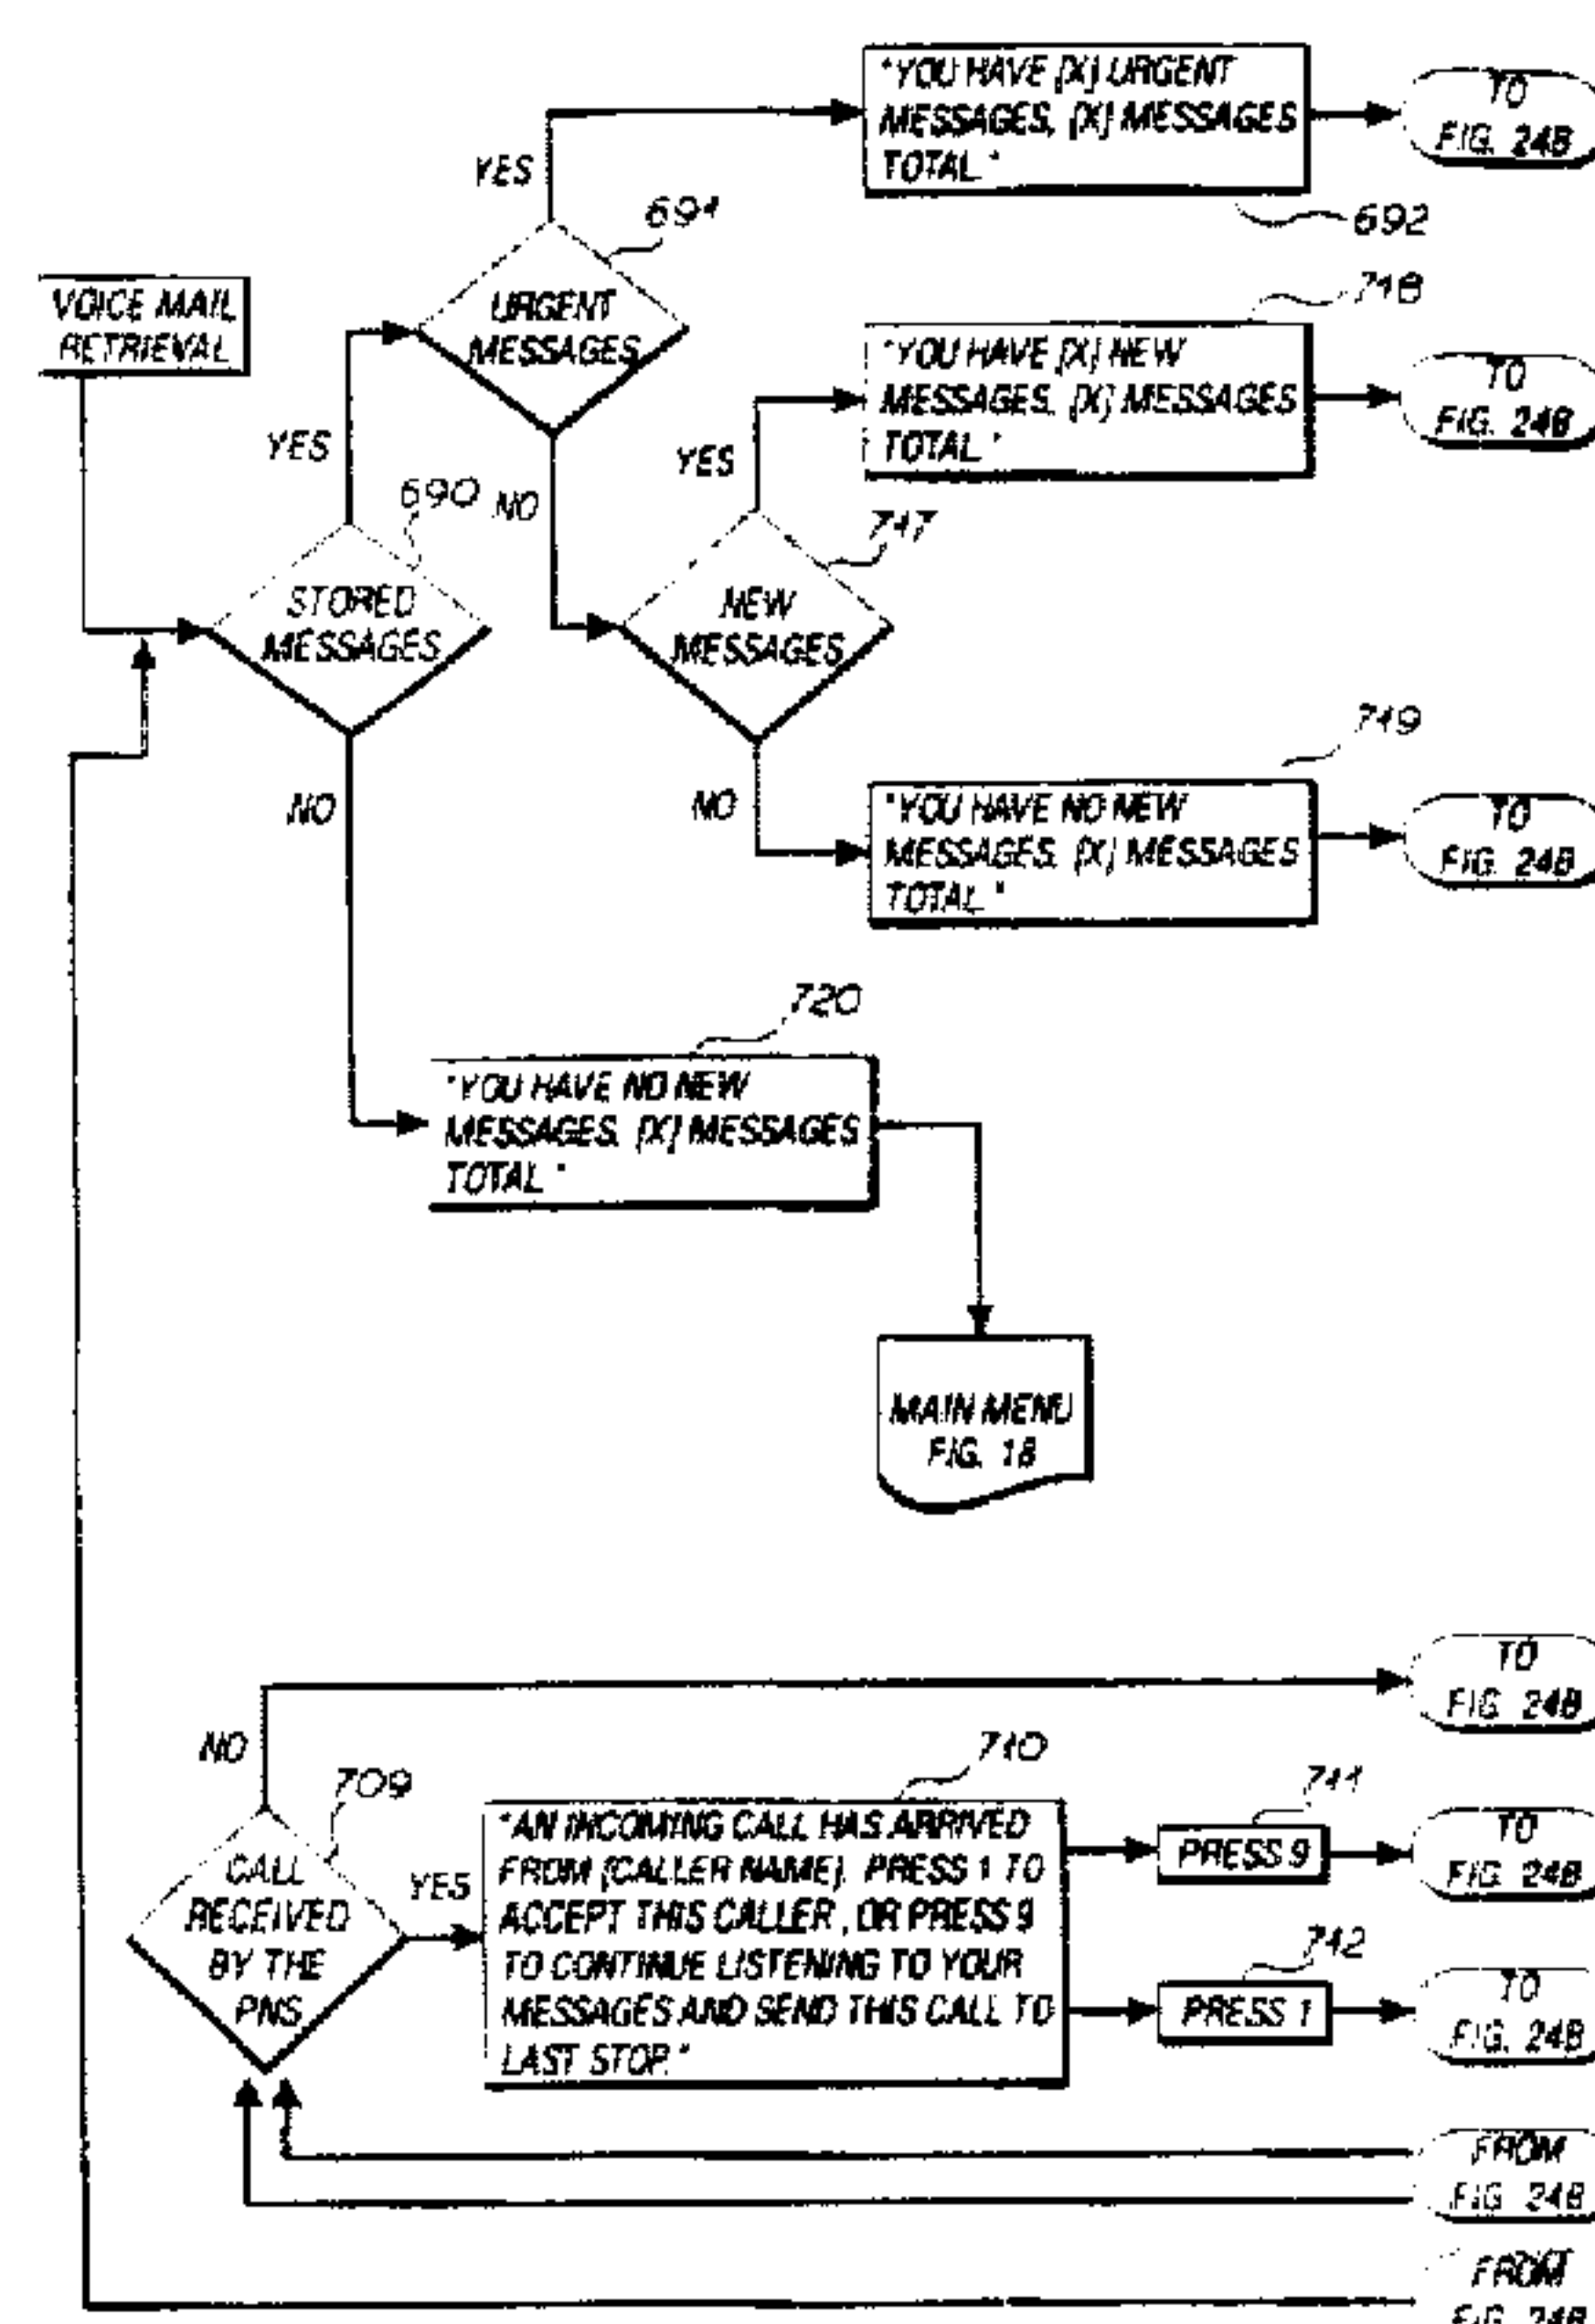 "YOU HAVE [X] URGENT
MESSAGES, [X] MESSAGES
TOTAL."
TO
FIG. 24B
YES
691
692
VOICE MAIL
RETRIEVAL
URGENT
MESSAGES
718
"YOU HAVE [X] NEW
MESSAGES, [X] MESSAGES
TOTAL."
TO
FIG. 24B
YES
690
NO
YES
717
STORED
MESSAGES
NEW
MESSAGES
719
NO
NO
"YOU HAVE NO NEW
MESSAGES, [X] MESSAGES
TOTAL."
TO
FIG. 24B
720
"YOU HAVE NO NEW
MESSAGES, [X] MESSAGES
TOTAL."
MAIN MENU
FIG. 18
TO
FIG. 24B
NO
709
710
711
CALL
RECEIVED
BY THE
PNS
YES
"AN INCOMING CALL HAS ARRIVED
FROM [CALLER NAME]. PRESS 1 TO
ACCEPT THIS CALLER, OR PRESS 9
TO CONTINUE LISTENING TO YOUR
MESSAGES AND SEND THIS CALL TO
LAST STOP."
PRESS 9
TO
FIG. 24B
712
PRESS 1
TO
FIG. 24B
FROM
FIG. 24B
FROM
FIG. 24B